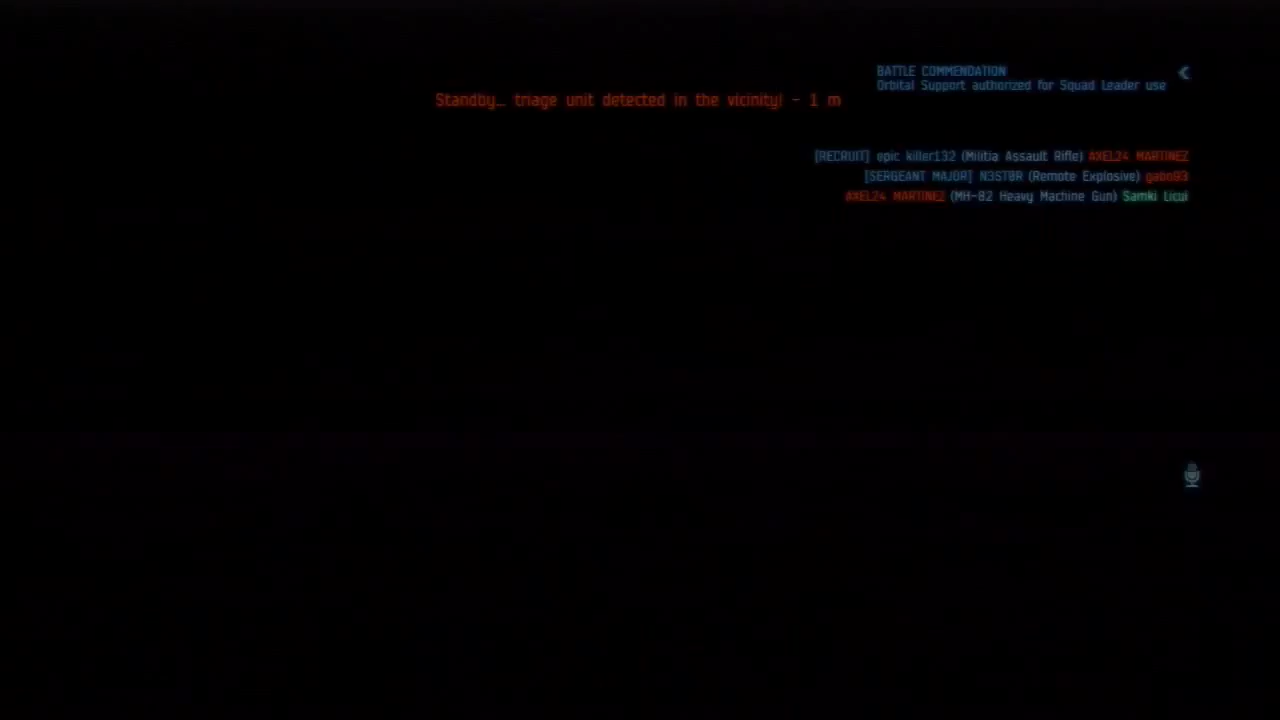 BATTLE COMMENDATION
Orbital Support authorized for Squad Leader use
Standby... triage unit detected in the vicinity! - 1 m
[RECRUIT] epic killer132 (Militia Assault Rifle) AXEL24 MARTINEZ
[SERGEANT MAJOR] N3ST0R (Remote Explosive) gabo93
AXEL24 MARTINEZ (MH-82 Heavy Machine Gun) Samki Licui